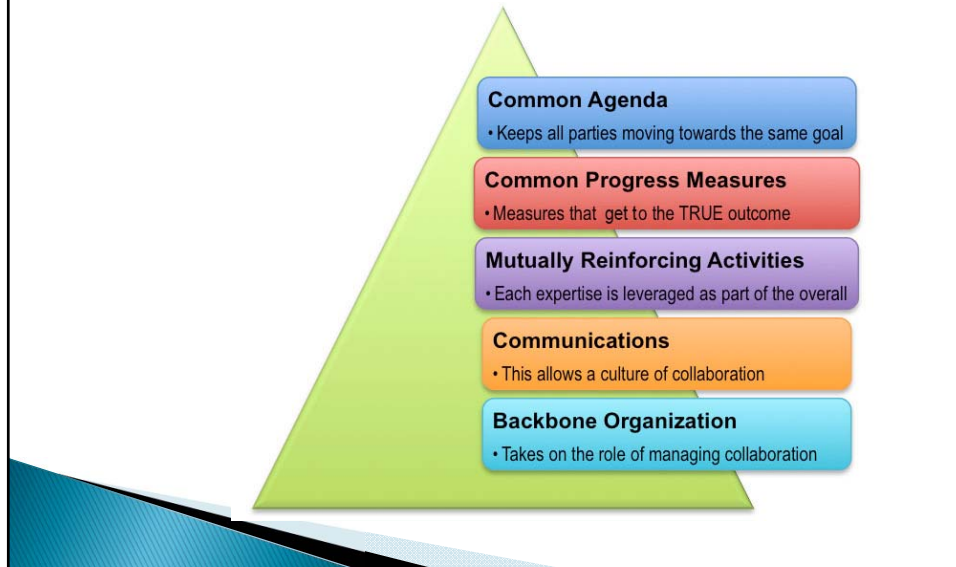 Common Agenda
• Keeps all parties moving towards the same goal
Common Progress Measures
• Measures that get to the TRUE outcome
Mutually Reinforcing Activities
• Each expertise is leveraged as part of the overall
Communications
• This allows a culture of collaboration
Backbone Organization
• Takes on the role of managing collaboration